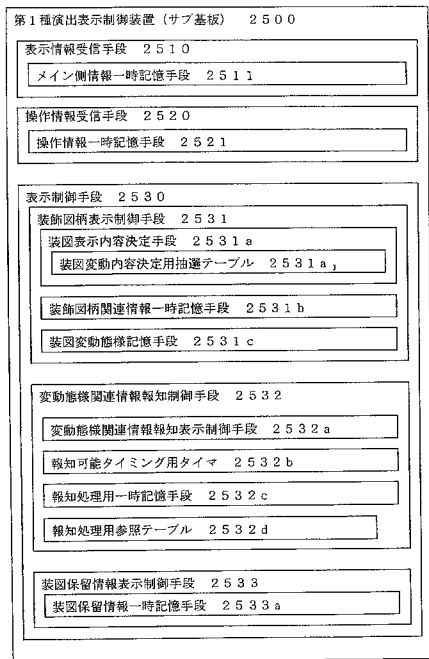 第1種演出表示制御装置(サブ基板) 2500
表示情報受信手段 2510
メイン側情報一時記憶手段 2511
操作情報受信手段 2520
操作情報一時記憶手段 2521
表示制御手段 2530
装飾図柄表示制御手段 2531
装図表示内容決定手段 2531a
装図変動内容決定用抽選テーブル 2531a₁
装飾図柄関連情報一時記憶手段 2531b
装図変動態様記憶手段 2531c
変動態様関連情報報知制御手段 2532
変動態様関連情報報知表示制御手段 2532a
報知可能タイミング用タイマ 2532b
報知処理用一時記憶手段 2532c
報知処理用参照テーブル 2532d
装図保留情報表示制御手段 2533
装図保留情報一時記憶手段 2533a